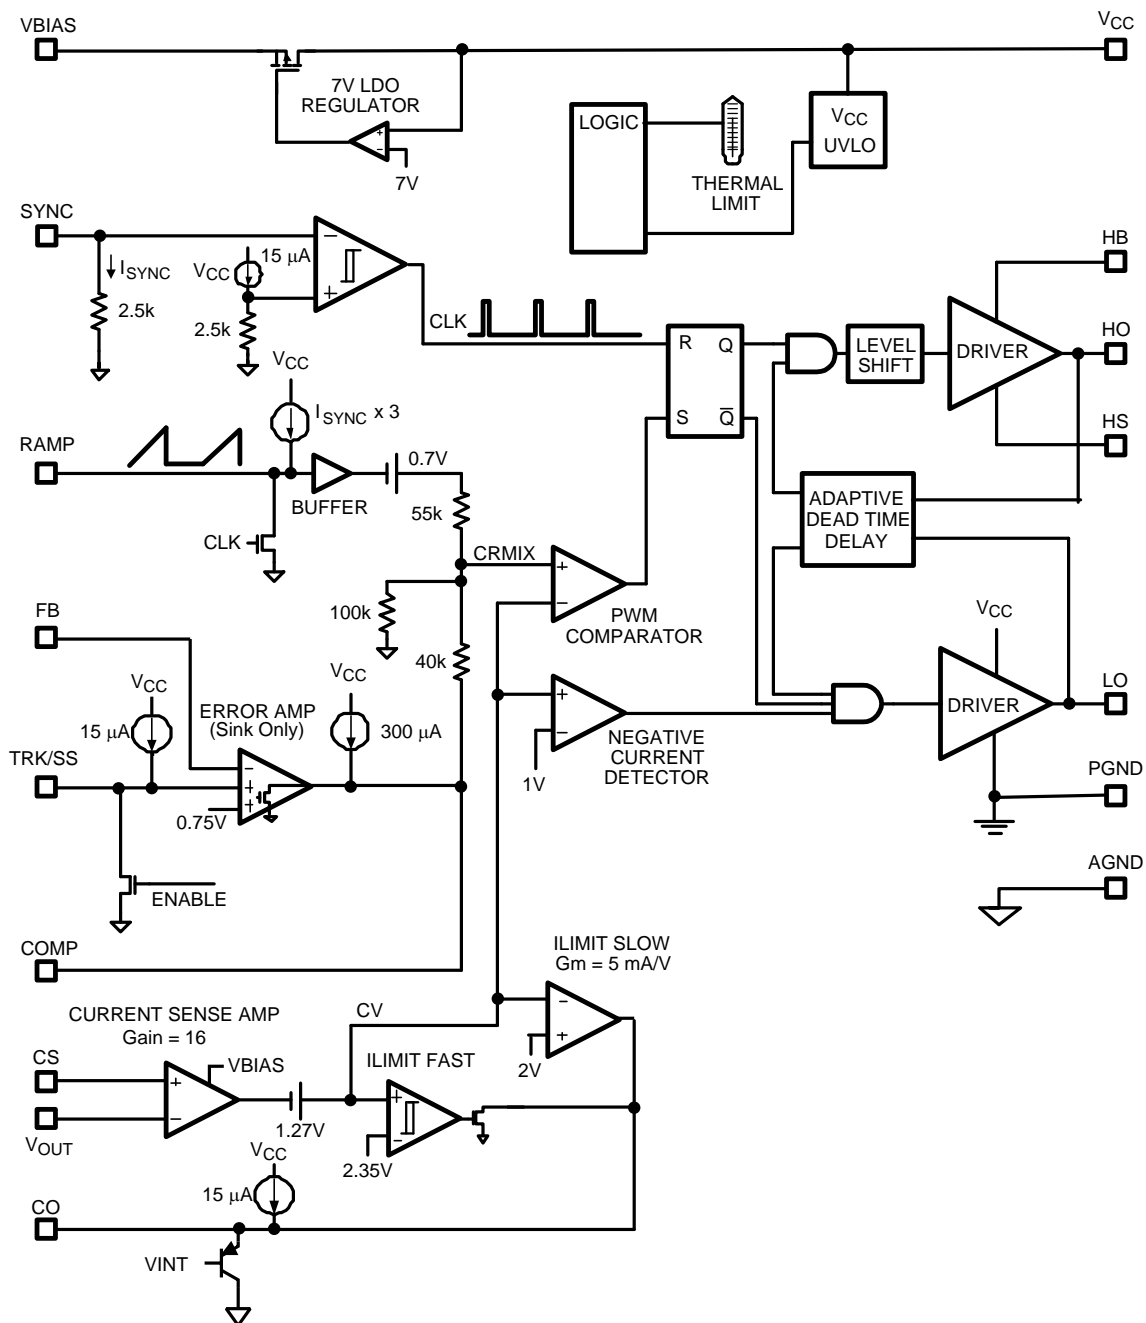 VBIAS
VCC
7V LDO
REGULATOR
+
−
7V
LOGIC
THERMAL
LIMIT
VCC
UVLO
SYNC
ISYNC
2.5k
VCC
15 μA
2.5k
−
+
CLK
R
Q
S
Q̅
LEVEL
SHIFT
DRIVER
HB
HO
HS
VCC
ISYNC x 3
RAMP
BUFFER
0.7V
55k
CLK
CRMIX
100k
40k
+
−
PWM
COMPARATOR
ADAPTIVE
DEAD TIME
DELAY
FB
VCC
15 μA
ERROR AMP
(Sink Only)
VCC
300 μA
TRK/SS
−
+
+
0.75V
ENABLE
+
−
1V
NEGATIVE
CURRENT
DETECTOR
VCC
DRIVER
LO
PGND
AGND
COMP
ILIMIT SLOW
Gm = 5 mA/V
−
+
2V
CURRENT SENSE AMP
Gain = 16
CV
CS
+
−
VBIAS
VOUT
1.27V
ILIMIT FAST
+
−
2.35V
VCC
15 μA
CO
VINT